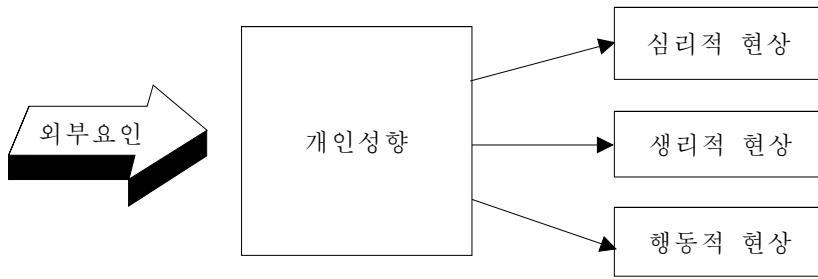 외부요인
개인성향
심리적 현상
생리적 현상
행동적 현상